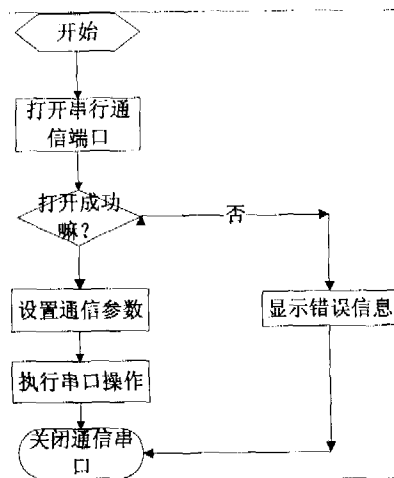 开始
打开串行通
信端口
打开成功
嘛?
否
设置通信参数
显示错误信息
执行串口操作
关闭通信串
口